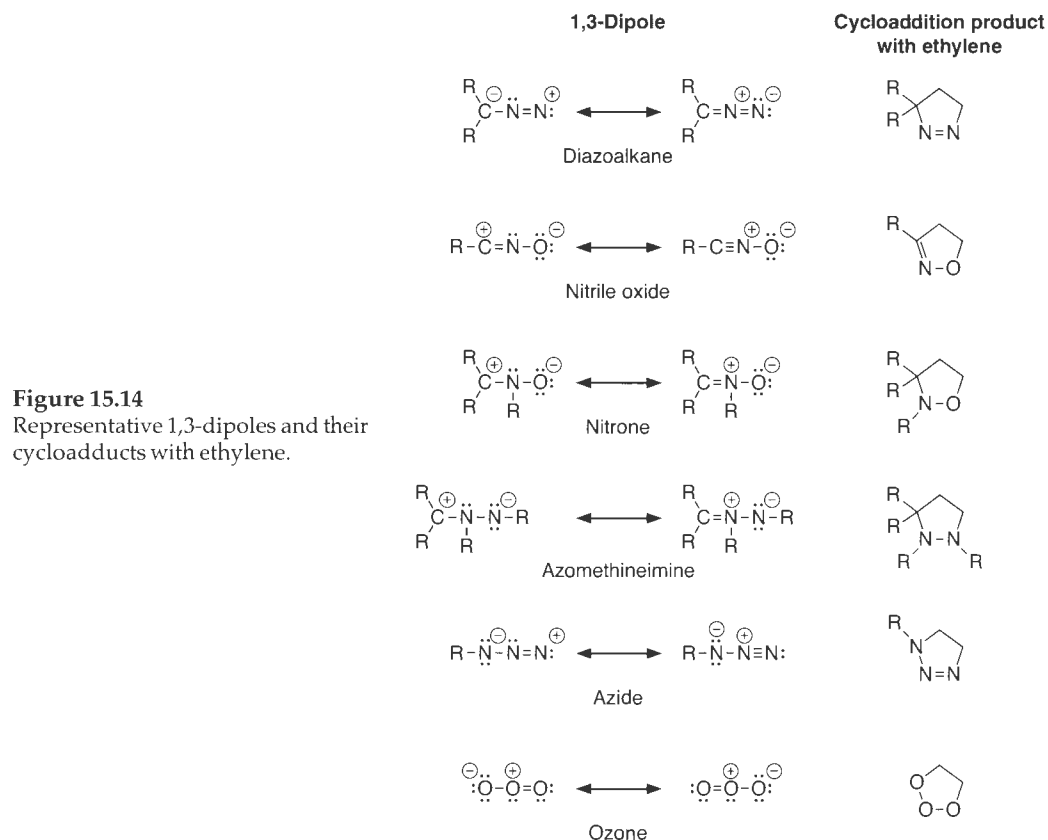 1,3-Dipole
Cycloaddition product
with ethylene
R
R
C⊖–N̈=N⊕:
R
R
C=N⊕=N̈⊖:
R
R
N=N
Diazoalkane
R–C⊕=N̈–Ö:⊖
R–C≡N⊕–Ö:⊖
R
N–O
Nitrile oxide
R
R
C⊕–N̈–Ö:⊖
R
R
R
C=N⊕–Ö:⊖
R
R
R
N–O
R
Nitrone
Figure 15.14
Representative 1,3-dipoles and their
cycloadducts with ethylene.
R
R
C⊕–N̈–N̈⊖–R
R
R
R
C=N⊕–N̈⊖–R
R
R
R
N–N
R
R
Azomethineimine
R–N̈⊖–N̈=N:⊕
R–N̈⊖–N⊕≡N:
R
N
N=N
Azide
⊖:Ö–Ö⊕=Ö:
:Ö=Ö⊕–Ö:⊖
O
O–O
Ozone